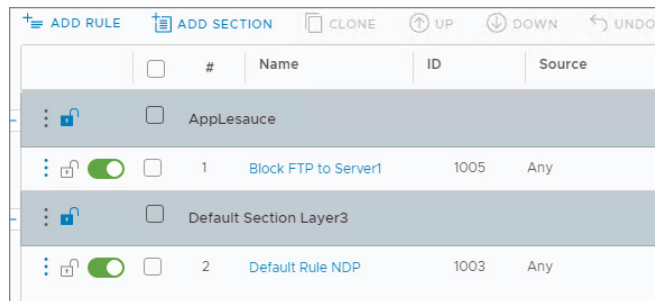 ADD RULE ADD SECTION CLONE UP DOWN UNDO
# Name ID Source
AppLesauce
1 Block FTP to Server1 1005 Any
Default Section Layer3
2 Default Rule NDP 1003 Any